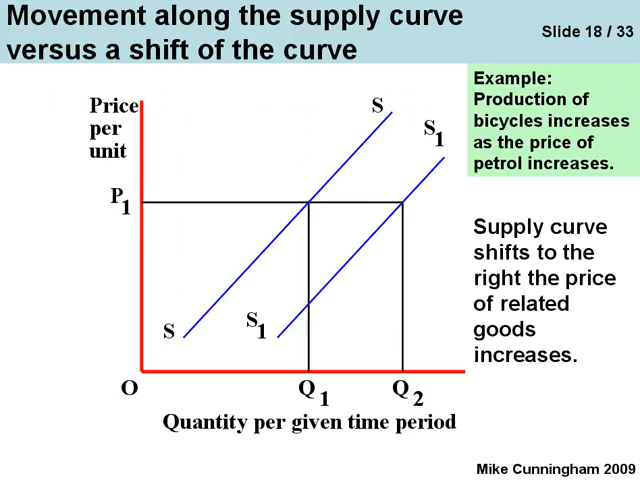 Movement along the supply curve
versus a shift of the curve
Slide 18 / 33
Example:
Production of
bicycles increases
as the price of
petrol increases.
Price
per
unit
S
S1
P1
Supply curve
shifts to the
right the price
of related
goods
increases.
S
S1
O
Q1
Q2
Quantity per given time period
Mike Cunningham 2009